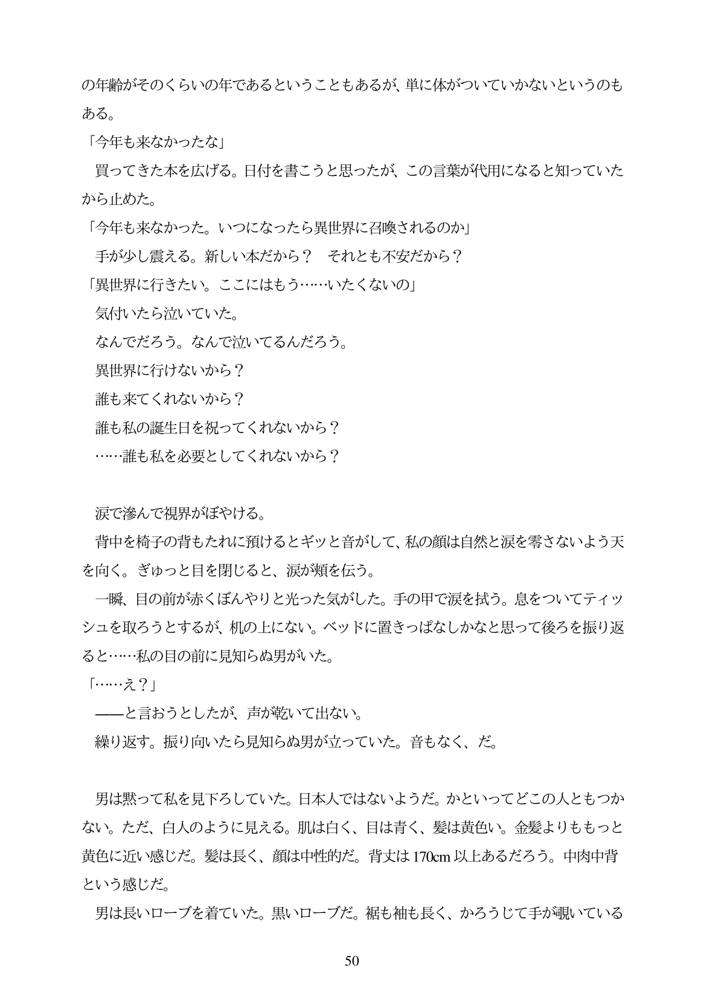 の年齢がそのくらいの年であるということもあるが、単に体がついていかないというのも
ある。
「今年も来なかったな」
　買ってきた本を広げる。日付を書こうと思ったが、この言葉が代用になると知っていた
から止めた。
「今年も来なかった。いつになったら異世界に召喚されるのか」
　手が少し震える。新しい本だから？　それとも不安だから？
「異世界に行きたい。ここにはもう……いたくないの」
　気付いたら泣いていた。
　なんでだろう。なんで泣いてるんだろう。
　異世界に行けないから？
　誰も来てくれないから？
　誰も私の誕生日を祝ってくれないから？
　……誰も私を必要としてくれないから？
　涙で滲んで視界がぼやける。
　背中を椅子の背もたれに預けるとギッと音がして、私の顔は自然と涙を零さないよう天
を向く。ぎゅっと目を閉じると、涙が頬を伝う。
　一瞬、目の前が赤くぼんやりと光った気がした。手の甲で涙を拭う。息をついてティッ
シュを取ろうとするが、机の上にない。ベッドに置きっぱなしかなと思って後ろを振り返
ると……私の目の前に見知らぬ男がいた。
「……え？」
　――と言おうとしたが、声が乾いて出ない。
　繰り返す。振り向いたら見知らぬ男が立っていた。音もなく、だ。
　男は黙って私を見下ろしていた。日本人ではないようだ。かといってどこの人ともつか
ない。ただ、白人のように見える。肌は白く、目は青く、髪は黄色い。金髪よりももっと
黄色に近い感じだ。髪は長く、顔は中性的だ。背丈は 170cm 以上あるだろう。中肉中背
という感じだ。
　男は長いローブを着ていた。黒いローブだ。裾も袖も長く、かろうじて手が覗いている
50